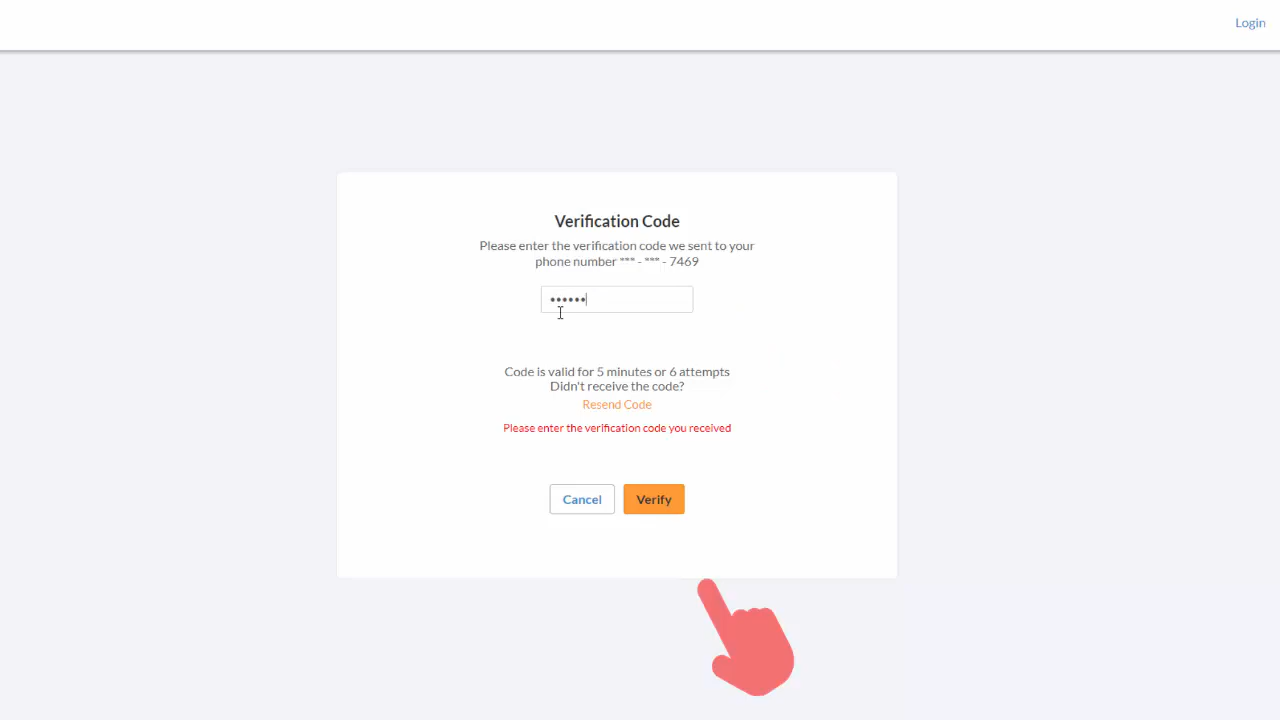 Login
Verification Code
Please enter the verification code we sent to your
phone number *** - *** - 7469
••••••
Code is valid for 5 minutes or 6 attempts
Didn't receive the code?
Resend Code
Please enter the verification code you received
Cancel Verify